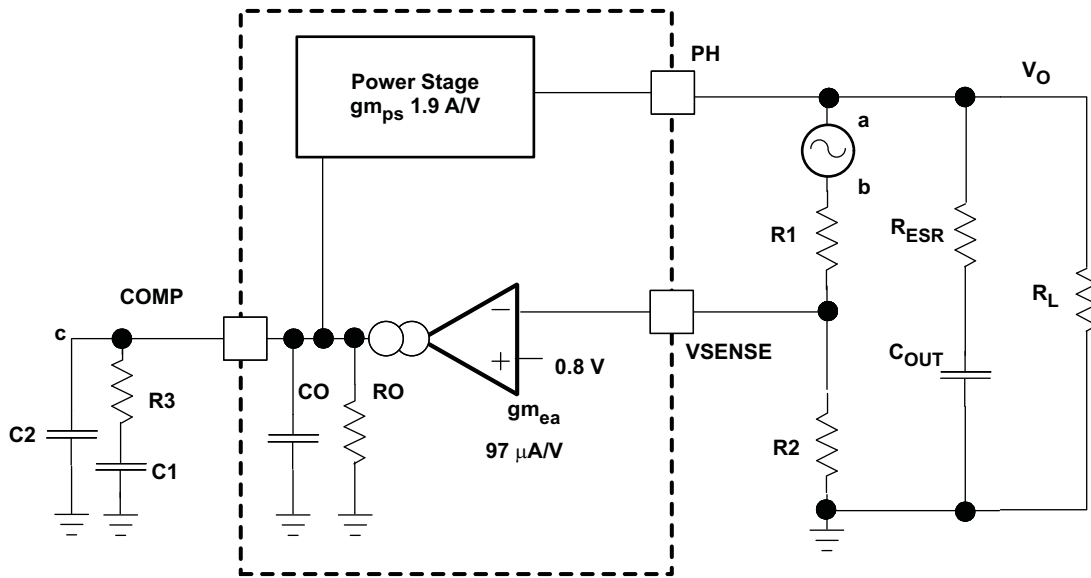 Power Stage
gm_ps 1.9 A/V
PH
V_O
a
b
R1
R_ESR
R_L
COMP
c
VSENSE
−
+
0.8 V
C_OUT
R3
CO
RO
gm_ea
97 μA/V
C2
C1
R2